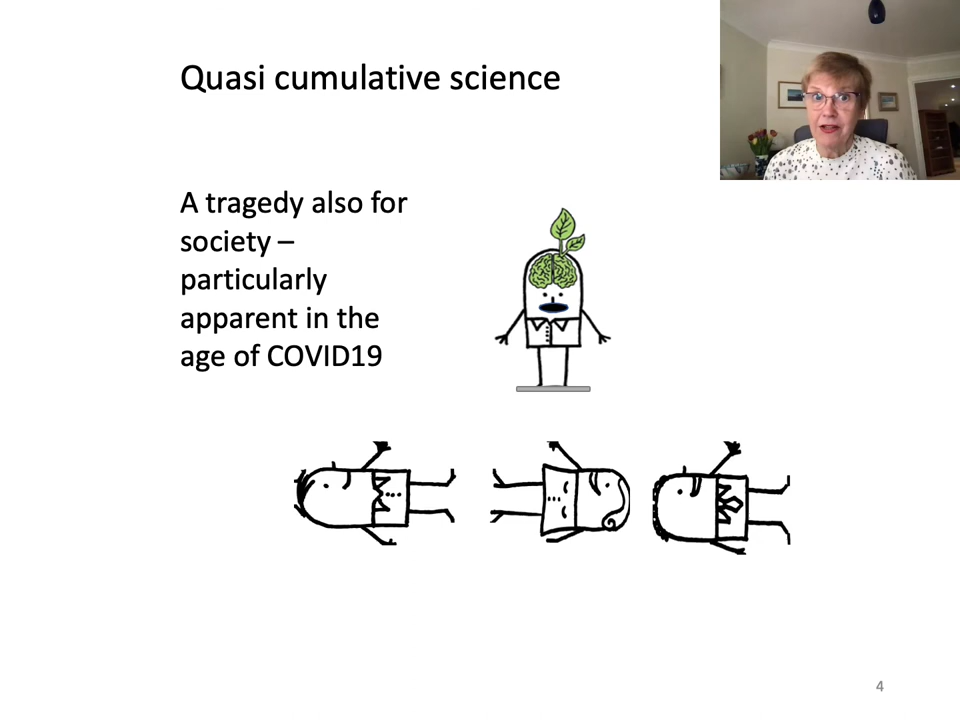 Quasi cumulative science
A tragedy also for
society –
particularly
apparent in the
age of COVID19
4